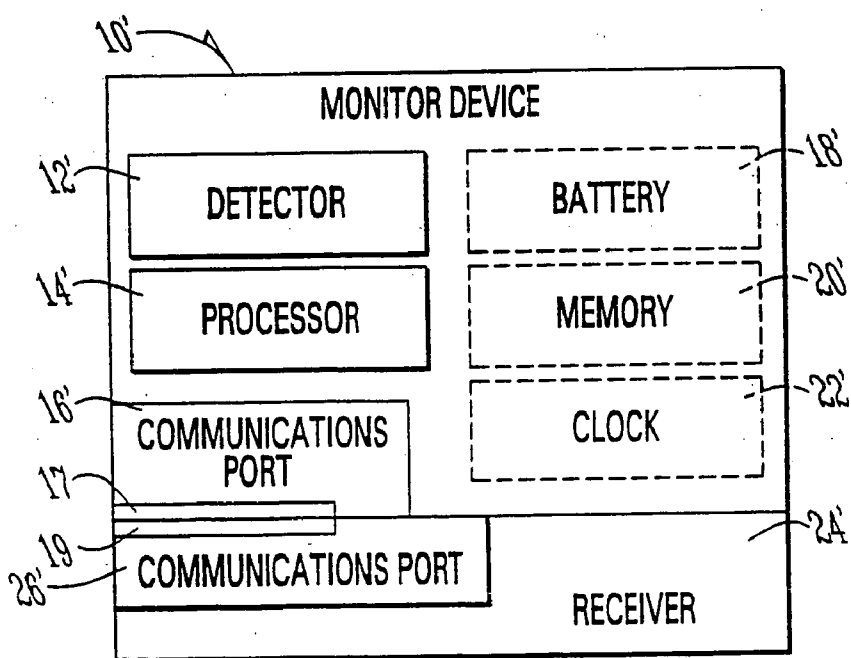 10'
MONITOR DEVICE
12'
DETECTOR
BATTERY
18'
14'
PROCESSOR
MEMORY
20'
16'
COMMUNICATIONS
PORT
CLOCK
22'
17
19
24'
26'
COMMUNICATIONS PORT
RECEIVER